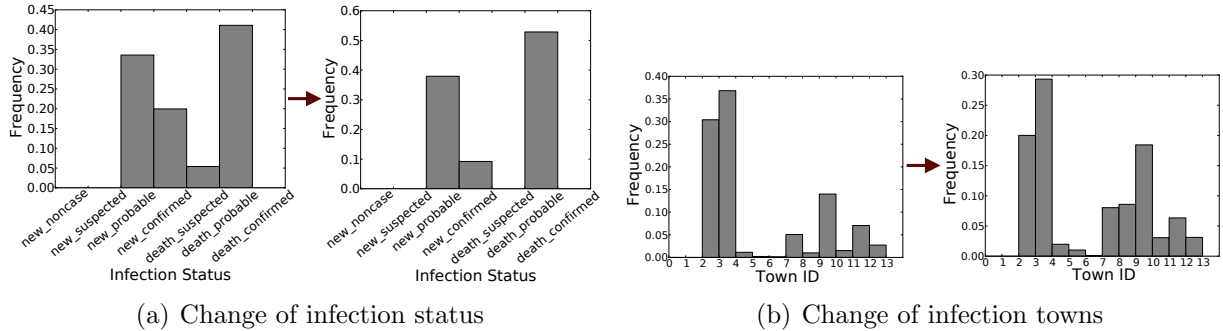 0.45
0.40
0.35
0.30
0.25
0.20
0.15
0.10
0.05
0.00
Frequency
new_noncase
new_suspected
new_probable
new_confirmed
death_suspected
death_probable
death_confirmed
Infection Status
0.6
0.5
0.4
0.3
0.2
0.1
0.0
Frequency
new_noncase
new_suspected
new_probable
new_confirmed
death_suspected
death_probable
death_confirmed
Infection Status
(a) Change of infection status
0.40
0.35
0.30
0.25
0.20
0.15
0.10
0.05
0.00
Frequency
0 1 2 3 4 5 6 7 8 9 10 11 12 13
Town ID
0.30
0.25
0.20
0.15
0.10
0.05
0.00
Frequency
0 1 2 3 4 5 6 7 8 9 10 11 12 13
Town ID
(b) Change of infection towns